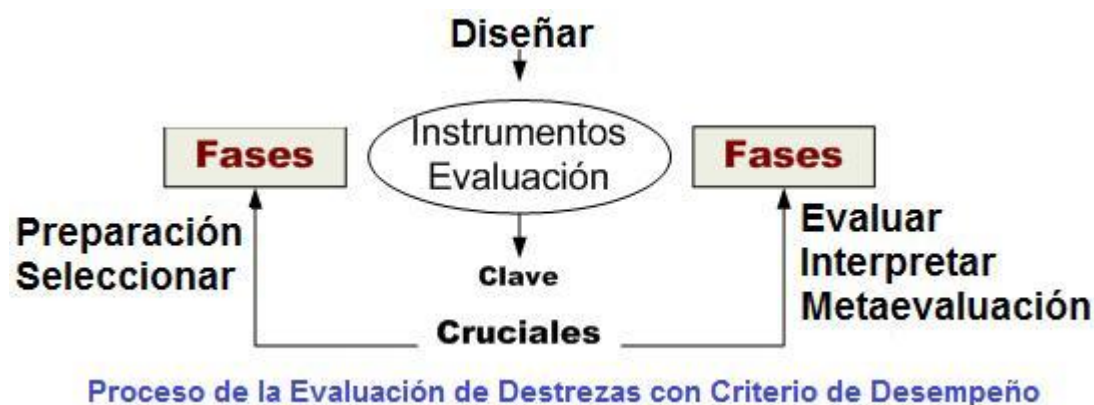 Diseñar
Instrumentos
Evaluación
Fases
Fases
Preparación
Seleccionar
Evaluar
Interpretar
Metaevaluación
Clave
Cruciales
Proceso de la Evaluación de Destrezas con Criterio de Desempeño